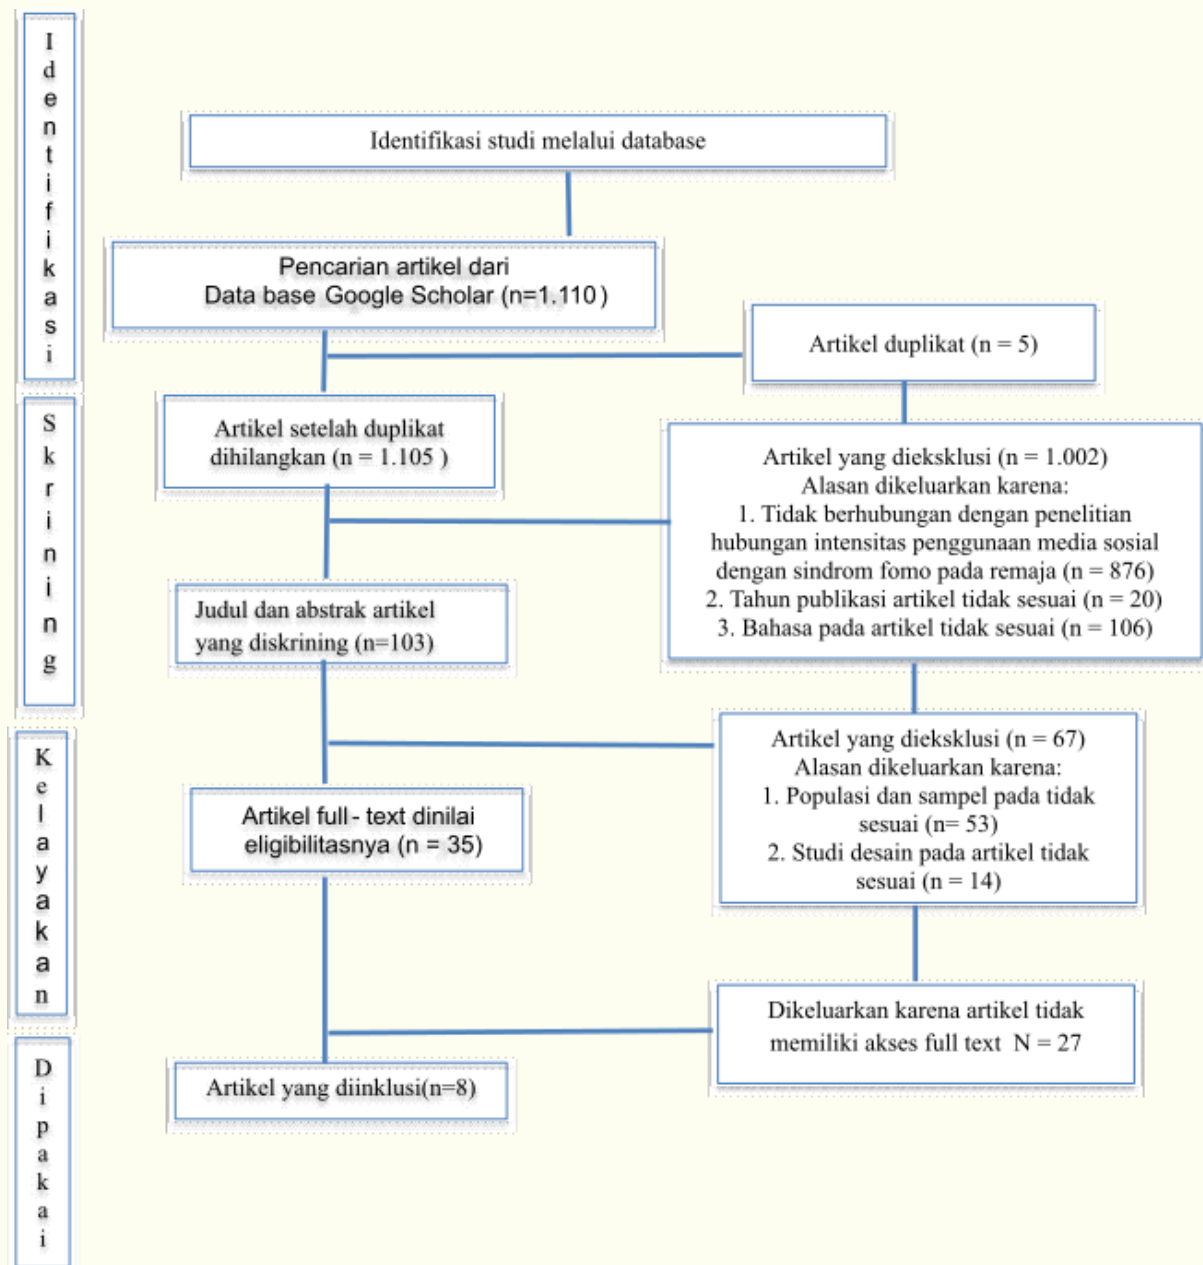 Identifikasi
Identifikasi studi melalui database
Pencarian artikel dari
Data base Google Scholar (n=1.110 )
Artikel duplikat (n = 5)
Skrining
Artikel setelah duplikat
dihilangkan (n = 1.105 )
Artikel yang dieksklusi (n = 1.002)
Alasan dikeluarkan karena:
1. Tidak berhubungan dengan penelitian
hubungan intensitas penggunaan media sosial
dengan sindrom fomo pada remaja (n = 876)
2. Tahun publikasi artikel tidak sesuai (n = 20)
3. Bahasa pada artikel tidak sesuai (n = 106)
Judul dan abstrak artikel
yang diskrining (n=103)
Kelayakan
Artikel yang dieksklusi (n = 67)
Alasan dikeluarkan karena:
1. Populasi dan sampel pada tidak
sesuai (n= 53)
2. Studi desain pada artikel tidak
sesuai (n = 14)
Artikel full - text dinilai
eligibilitasnya (n = 35)
Dikeluarkan karena artikel tidak
memiliki akses full text N = 27
Dipakai
Artikel yang diinklusi(n=8)